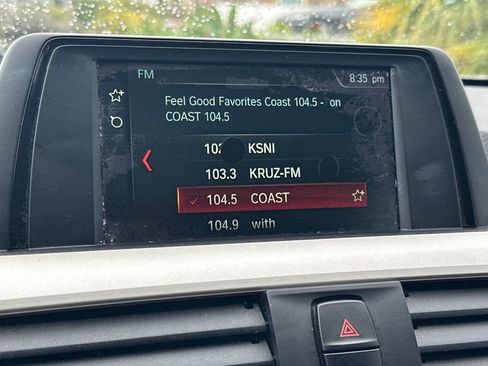 FM
8:35 pm
Feel Good Favorites Coast 104.5 - on
COAST 104.5
KSNI
103.3 KRUZ-FM
104.5 COAST
104.9 with